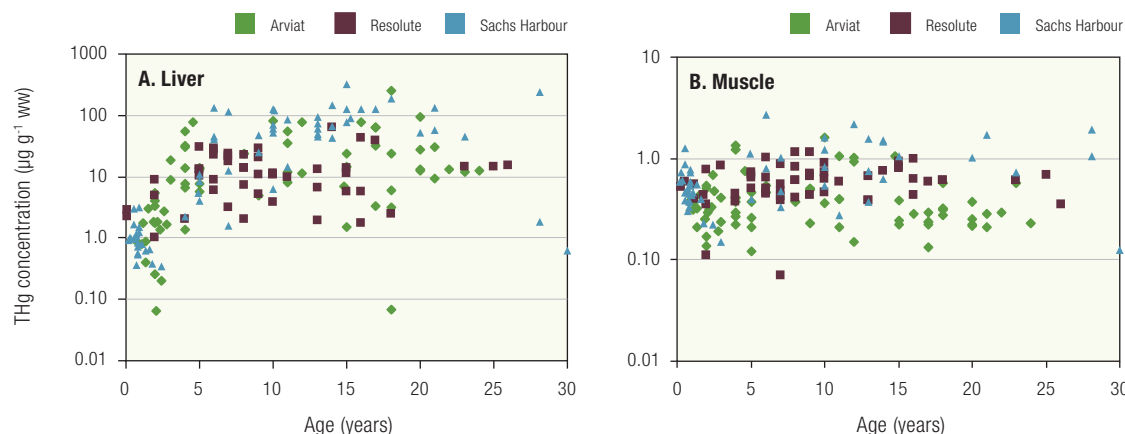 Arviat Resolute Sachs Harbour
Arviat Resolute Sachs Harbour
THg concentration (µg g-1 ww)
A. Liver
1000
100
10
1.0
0.10
0.01
0 5 10 15 20 25 30
Age (years)
B. Muscle
10
1.0
0.10
0.01
0 5 10 15 20 25 30
Age (years)